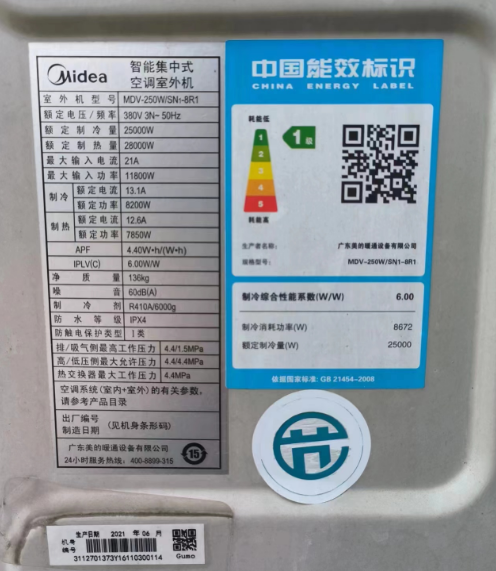 Midea
智能集中式
空调室外机
室外机型号 MDV-250W/SN1-8R1
额定电压/频率 380V 3N~ 50Hz
额定制冷量 25000W
额定制热量 28000W
最大输入电流 21A
最大输入功率 11800W
制冷 额定电流 13.1A
额定功率 8200W
制热 额定电流 12.6A
额定功率 7850W
APF 4.40W•h/(W•h)
IPLV(C) 6.00W/W
净质量 136kg
噪音 60dB(A)
制冷剂 R410A/6000g
防水等级 IPX4
防触电保护类型 I类
排/吸气侧最高工作压力 4.4/1.5MPa
高/低压侧最大允许压力 4.4/4.4MPa
热交换器最大工作压力 4.4MPa
空调系统(室内+室外)的有关参数,
请参考产品目录
出厂编号
制造日期 (见机身条形码)
广东美的暖通设备有限公司
24小时服务热线: 400-8899-315
15
中国能效标识
CHINA ENERGY LABEL
耗能低
1
2
3
4
5
耗能高
1级
生产者名称: 广东美的暖通设备有限公司
规格型号: MDV-250W/SN1-8R1
制冷综合性能系数(W/W) 6.00
制冷消耗功率(W) 8672
额定制冷量(W) 25000
依据国家标准: GB 21454-2008
生产日期 2021 年 06 月
机身
编号
3112701373Y16110300114
Gumo